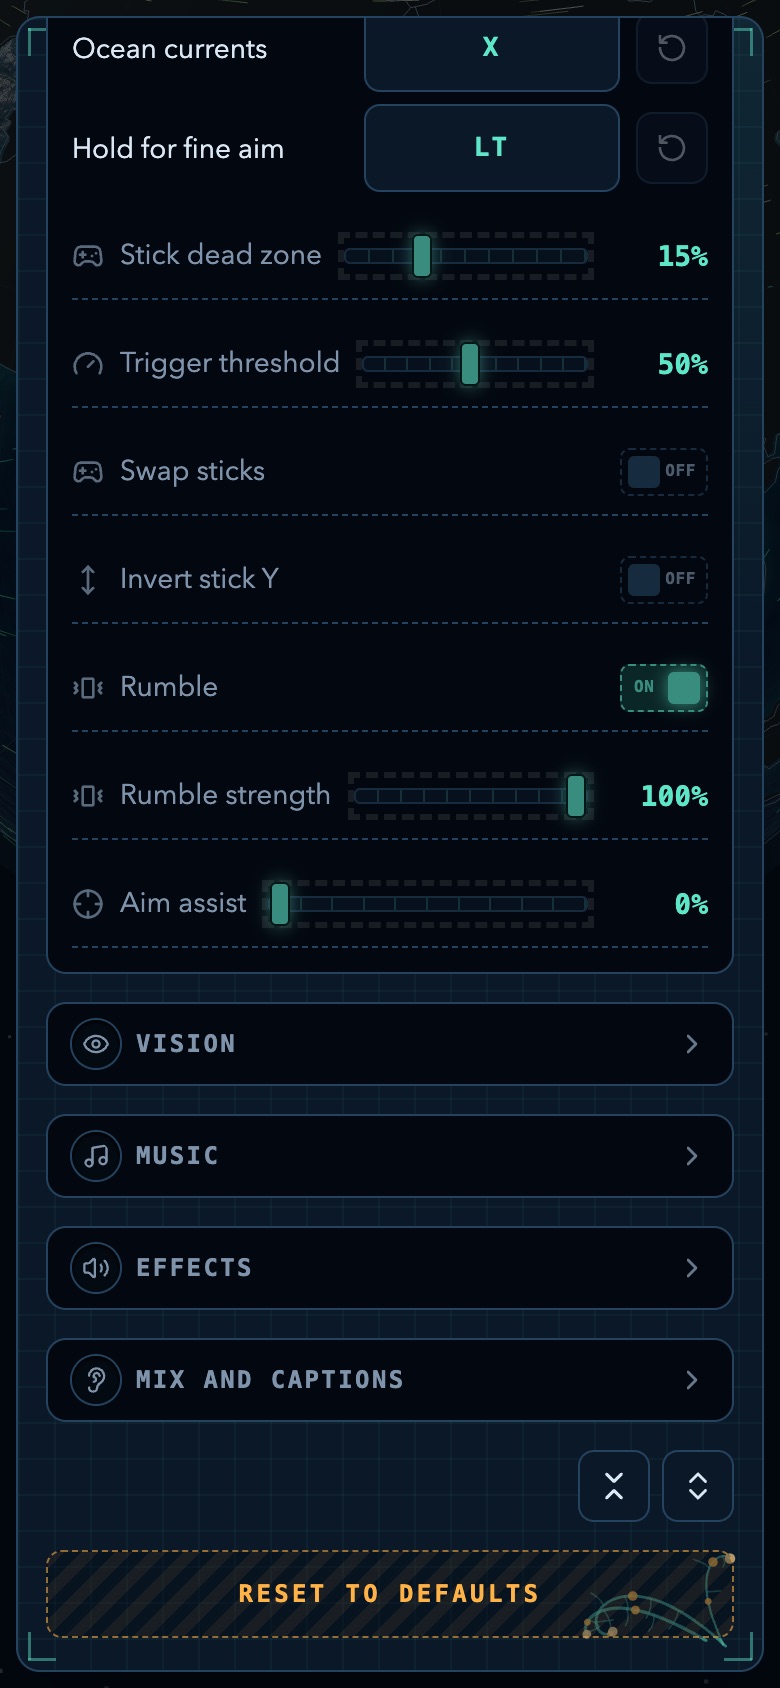 Ocean currents X
Hold for fine aim LT
Stick dead zone 15%
Trigger threshold 50%
Swap sticks OFF
Invert stick Y OFF
Rumble ON
Rumble strength 100%
Aim assist 0%
VISION
MUSIC
EFFECTS
MIX AND CAPTIONS
RESET TO DEFAULTS